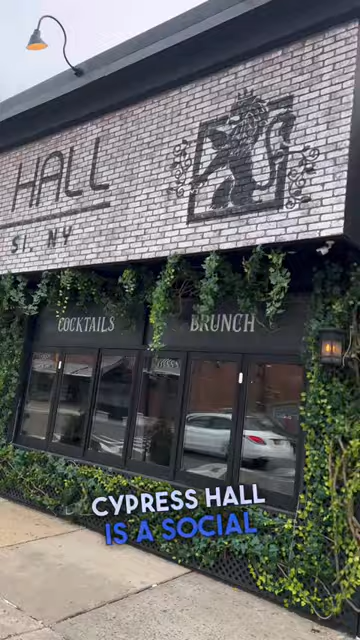 HALL
SI, NY
COCKTAILS
BRUNCH
CYPRESS HALL
IS A SOCIAL